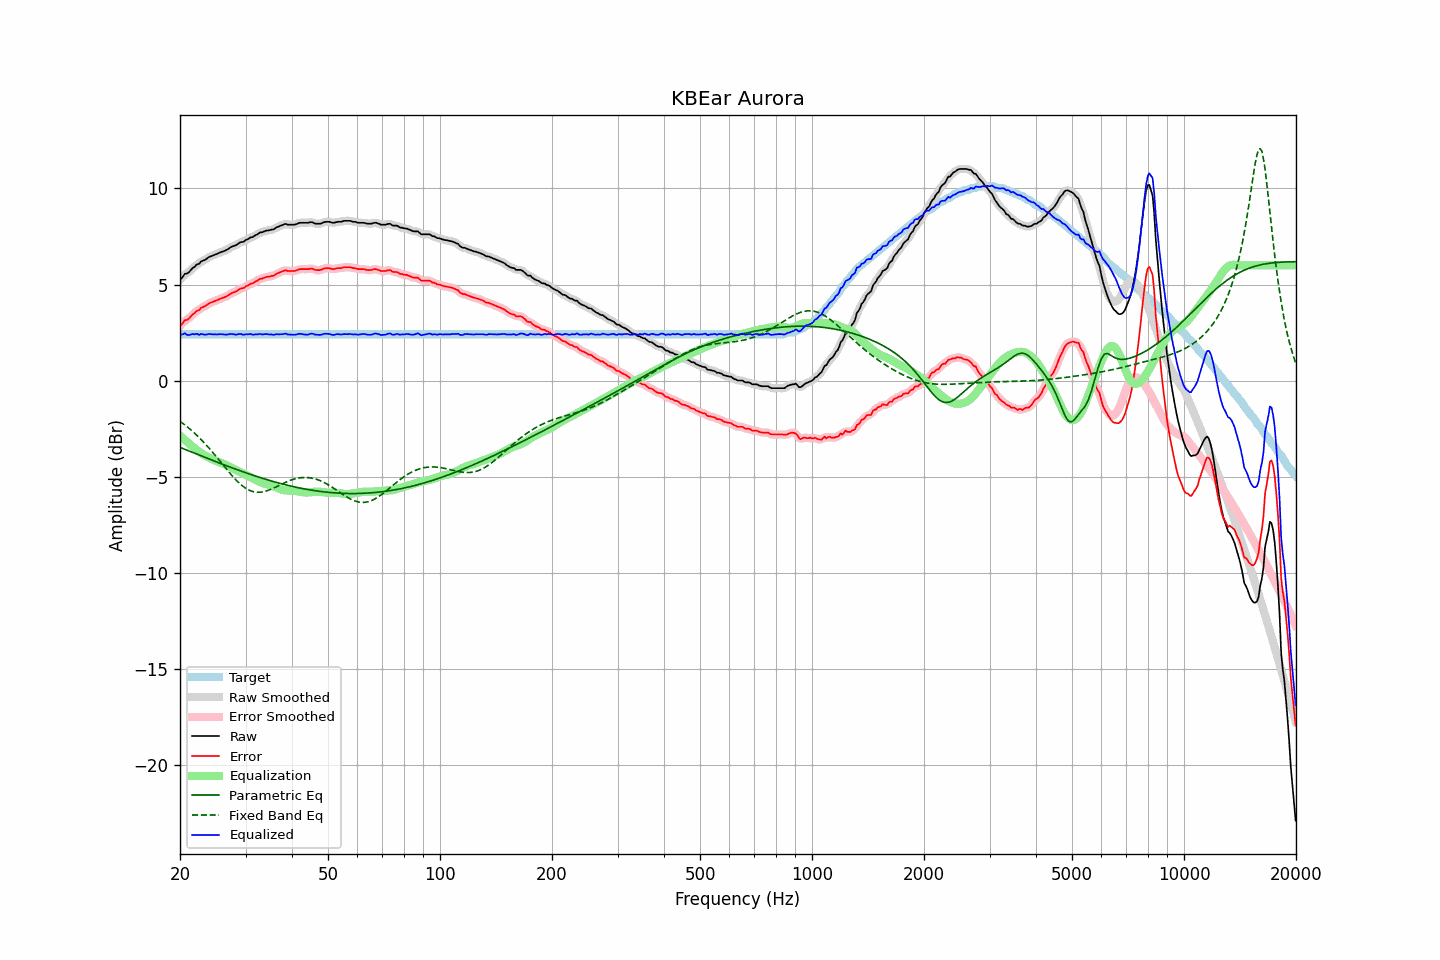 KBEar Aurora
Amplitude (dBr)
10
5
0
−5
−10
−15
−20
Target
Raw Smoothed
Error Smoothed
Raw
Error
Equalization
Parametric Eq
Fixed Band Eq
Equalized
20 50 100 200 500 1000 2000 5000 10000 20000
Frequency (Hz)